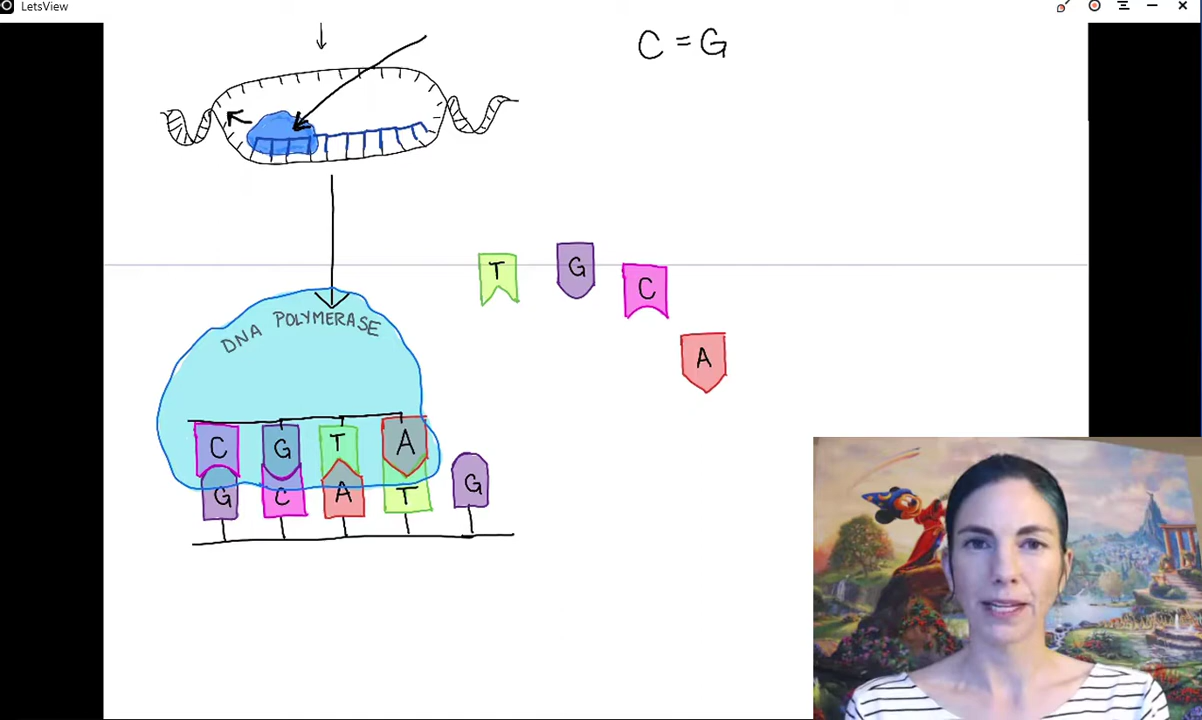 LetsView
C = G
T G C
A
DNA POLYMERASE
C G T A
G C A T G